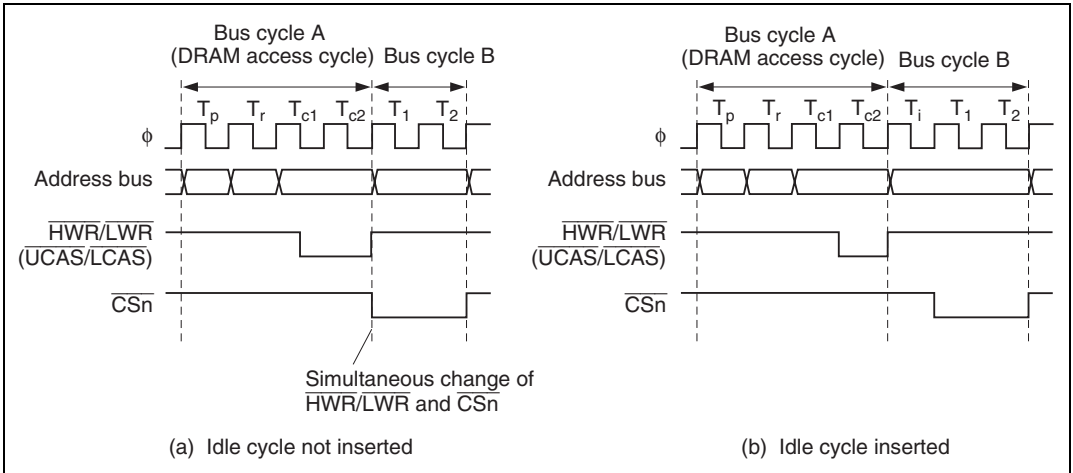 Bus cycle A
(DRAM access cycle)
Bus cycle B
Tp Tr Tc1 Tc2 T1 T2
φ
Address bus
HWR/LWR
(UCAS/LCAS)
CSn
Simultaneous change of
HWR/LWR and CSn
(a) Idle cycle not inserted
Bus cycle A
(DRAM access cycle)
Bus cycle B
Tp Tr Tc1 Tc2 Ti T1 T2
φ
Address bus
HWR/LWR
(UCAS/LCAS)
CSn
(b) Idle cycle inserted